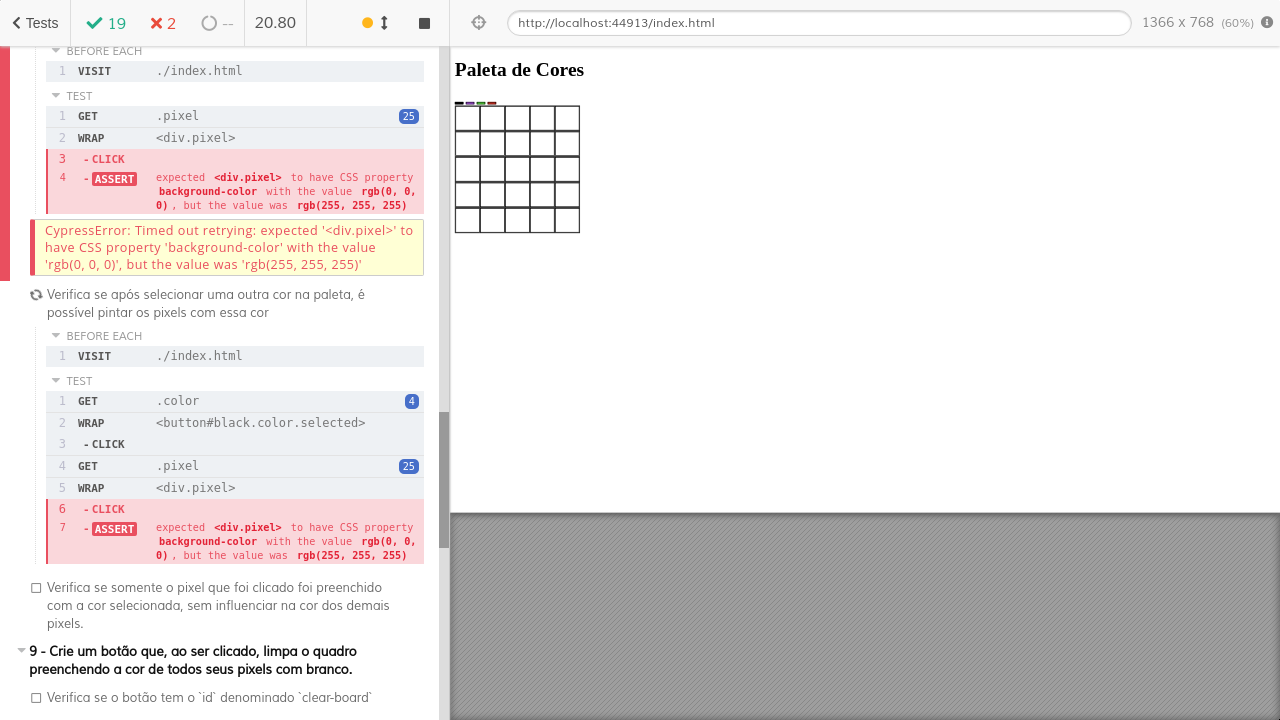 Tests 19 2 -- 20.80 http://localhost:44913/index.html 1366 x 768 (60%)
BEFORE EACH
1 VISIT ./index.html
TEST
1 GET .pixel 25
2 WRAP <div.pixel>
3 - CLICK
4 - ASSERT expected <div.pixel> to have CSS property
background-color with the value rgb(0, 0,
0), but the value was rgb(255, 255, 255)
CypressError: Timed out retrying: expected '<div.pixel>' to
have CSS property 'background-color' with the value
'rgb(0, 0, 0)', but the value was 'rgb(255, 255, 255)'
Verifica se após selecionar uma outra cor na paleta, é
possível pintar os pixels com essa cor
BEFORE EACH
1 VISIT ./index.html
TEST
1 GET .color 4
2 WRAP <button#black.color.selected>
3 - CLICK
4 GET .pixel 25
5 WRAP <div.pixel>
6 - CLICK
7 - ASSERT expected <div.pixel> to have CSS property
background-color with the value rgb(0, 0,
0), but the value was rgb(255, 255, 255)
Verifica se somente o pixel que foi clicado foi preenchido
com a cor selecionada, sem influenciar na cor dos demais
pixels.
9 - Crie um botão que, ao ser clicado, limpa o quadro
preenchendo a cor de todos seus pixels com branco.
Verifica se o botão tem o `id` denominado `clear-board`
Paleta de Cores